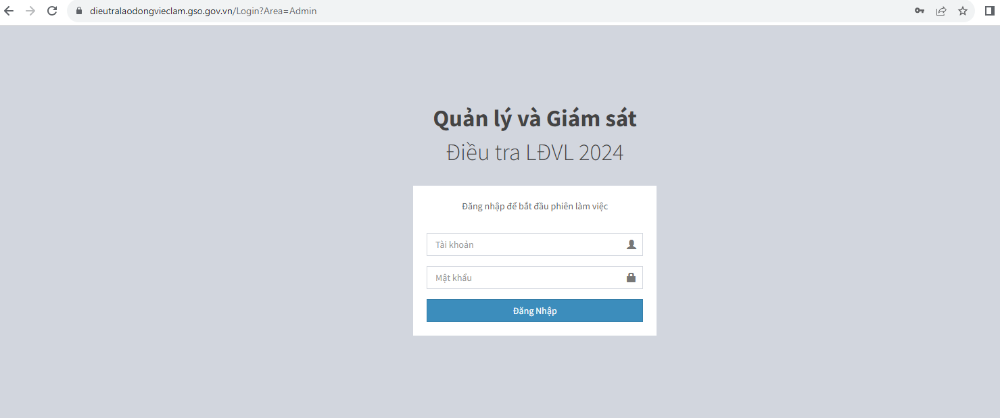 dieutralaodongvieclam.gso.gov.vn/Login?Area=Admin
Quản lý và Giám sát
Điều tra LĐVL 2024
Đăng nhập để bắt đầu phiên làm việc
Tài khoản
Mật khẩu
Đăng Nhập